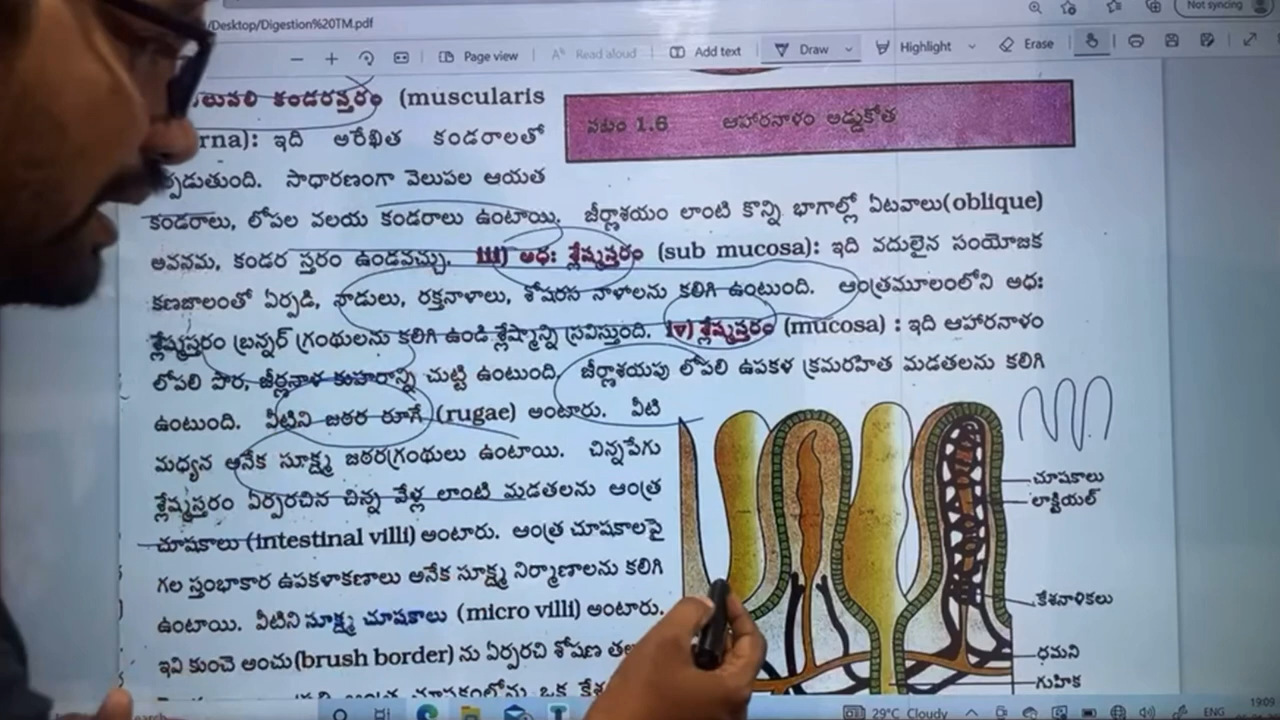 /Desktop/Digestion%20TM.pdf
Not syncing
Page view
Read aloud
Add text
Draw
Highlight
Erase
కండరస్తరం (muscularis
rna): ఇది అరేఖిత కండరాలతో
ర్పడుతుంది. సాధారణంగా వెలుపల ఆయత
పటం 1.6 ఆహారనాళం అడ్డుకోత
కండరాలు, లోపల వలయ కండరాలు ఉంటాయి. జీర్ణాశయం లాంటి కొన్ని భాగాల్లో ఏటవాలు(oblique)
అవనమ, కండర స్తరం ఉండవచ్చు. iii) అధః శ్లేష్మస్తరం (sub mucosa): ఇది వదులైన సంయోజక
కణజాలంతో ఏర్పడి, నాడులు, రక్తనాళాలు, శోషరస నాళాలను కలిగి ఉంటుంది. ఆంత్రమూలంలోని అధః
శ్లేష్మస్తరం బ్రన్నర్ గ్రంథులను కలిగి ఉండి శ్లేష్మాన్ని స్రవిస్తుంది. iv) శ్లేష్మస్తరం (mucosa) : ఇది ఆహారనాళం
లోపలి పొర, జీర్ణనాళ కుహరాన్ని చుట్టి ఉంటుంది. జీర్ణాశయపు లోపలి ఉపకళ క్రమరహిత మడతలను కలిగి
ఉంటుంది. వీటిని జఠర రూగే (rugae) అంటారు. వీటి
మధ్యన అనేక సూక్ష్మ జఠరగ్రంథులు ఉంటాయి. చిన్నపేగు
శ్లేష్మస్తరం ఏర్పరచిన చిన్న వేళ్ల లాంటి మడతలను ఆంత్ర
చూషకాలు (intestinal villi) అంటారు. ఆంత్ర చూషకాలపై
గల స్తంభాకార ఉపకళాకణాలు అనేక సూక్ష్మ నిర్మాణాలను కలిగి
ఉంటాయి. వీటిని సూక్ష్మ చూషకాలు (micro villi) అంటారు.
ఇవి కుంచె అంచు(brush border) ను ఏర్పరచి శోషణ తల
చూషకాలు
లాక్టియల్
కేశనాళికలు
ధమని
గుహిక
29°C Cloudy
ENG
19:09